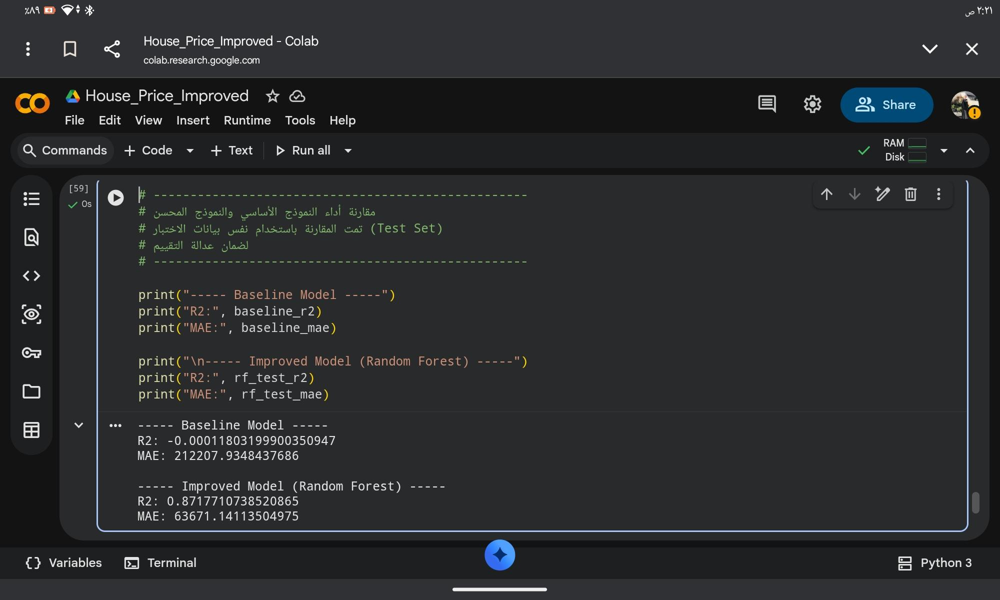 ٪٨٩
٢:٢١ ص
House_Price_Improved - Colab
colab.research.google.com
House_Price_Improved
File Edit View Insert Runtime Tools Help
Share
Commands + Code + Text Run all
RAM
Disk
[59]
0s
# ---------------------------------------------------
# مقارنة أداء النموذج الأساسي والنموذج المحسن
# تمت المقارنة باستخدام نفس بيانات الاختبار (Test Set)
# لضمان عدالة التقييم
# ---------------------------------------------------
print("----- Baseline Model -----")
print("R2:", baseline_r2)
print("MAE:", baseline_mae)
print("\n----- Improved Model (Random Forest) -----")
print("R2:", rf_test_r2)
print("MAE:", rf_test_mae)
----- Baseline Model -----
R2: -0.00011803199900350947
MAE: 212207.9348437686
----- Improved Model (Random Forest) -----
R2: 0.8717710738520865
MAE: 63671.14113504975
Variables Terminal
Python 3